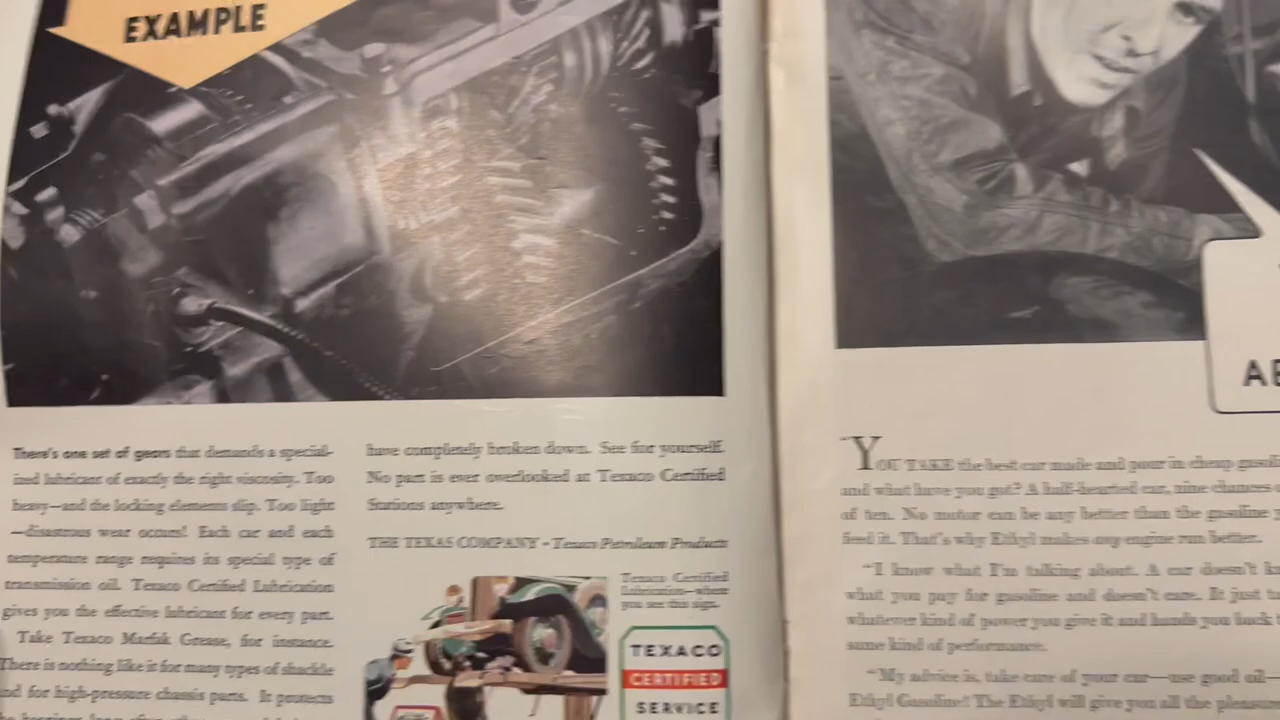 EXAMPLE
There's one set of gears that demands a special-
ized lubricant of exactly the right viscosity. Too
heavy—and the locking elements slip. Too light
—disastrous wear occurs! Each car and each
temperature range requires its special type of
transmission oil. Texaco Certified Lubrication
gives you the effective lubricant for every part.
Take Texaco Marfak Grease, for instance.
There is nothing like it for many types of shackle
and for high-pressure chassis parts. It protects
have completely broken down. See for yourself.
No part is ever overlooked at Texaco Certified
Stations anywhere.
THE TEXAS COMPANY - Texaco Petroleum Products
Texaco Certified
Lubrication—where
you see this sign.
TEXACO
CERTIFIED
SERVICE
"YOU TAKE the best car made and pour in cheap gasoli
and what have you got? A half-hearted car, nine chances
of ten. No motor can be any better than the gasoline
feed it. That's why Ethyl makes any engine run better.
"I know what I'm talking about. A car doesn't k
what you pay for gasoline and doesn't care. It just ta
whatever kind of power you give it and hands you back
same kind of performance.
"My advice is, take care of your car—use good oil—
Ethyl Gasoline! The Ethyl will give you all the pleasur